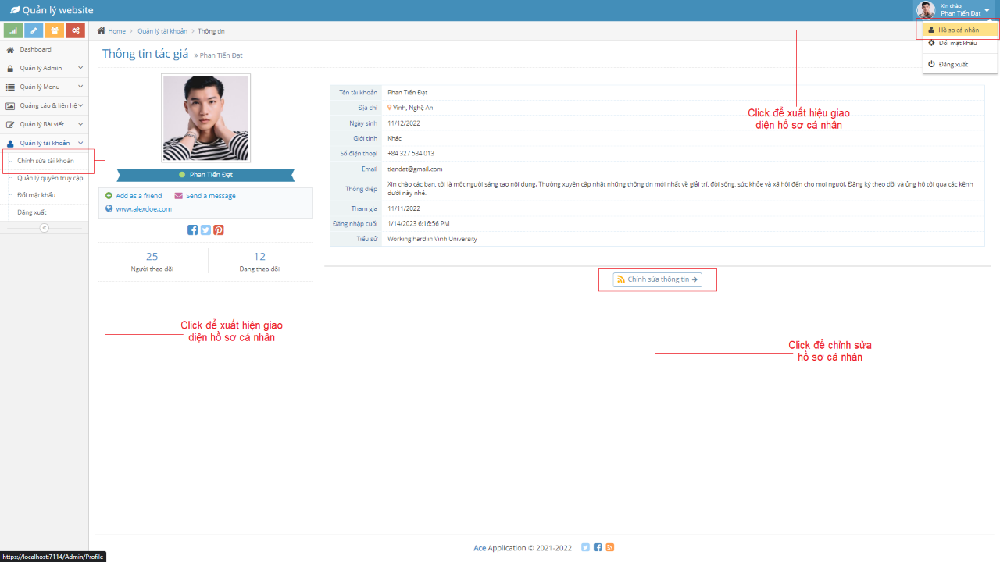 Quản lý website
Xin chào,
Phan Tiến Đạt
Hồ sơ cá nhân
Đổi mật khẩu
Đăng xuất
Home
Quản lý tài khoản
Thông tin
Dashboard
Quản lý Admin
Quản lý Menu
Quảng cáo & liên hệ
Quản lý Bài viết
Quản lý tài khoản
Chỉnh sửa tài khoản
Quản lý quyền truy cập
Đổi mật khẩu
Đăng xuất
Thông tin tác giả » Phan Tiến Đạt
Phan Tiến Đạt
Add as a friend
Send a message
www.alexdoe.com
25
Người theo dõi
12
Đang theo dõi
Tên tài khoản Phan Tiến Đạt
Địa chỉ Vinh, Nghệ An
Ngày sinh 11/12/2022
Giới tính Khác
Số điện thoại +84 327 534 013
Email tiendat@gmail.com
Thông điệp Xin chào các bạn, tôi là một người sáng tạo nội dung. Thường xuyên cập nhật những thông tin mới nhất về giải trí, đời sống, sức khỏe và xã hội đến cho mọi người. Đăng ký theo dõi và ủng hộ tôi qua các kênh
dưới này nhé.
Tham gia 11/11/2022
Đăng nhập cuối 1/14/2023 6:16:56 PM
Tiểu sử Working hard in Vinh University
Chỉnh sửa thông tin
Click để xuất hiệu giao
diện hồ sơ cá nhân
Click để xuất hiện giao
diện hồ sơ cá nhân
Click để chỉnh sửa
hồ sơ cá nhân
Ace Application © 2021-2022
https://localhost:7114/Admin/Profile